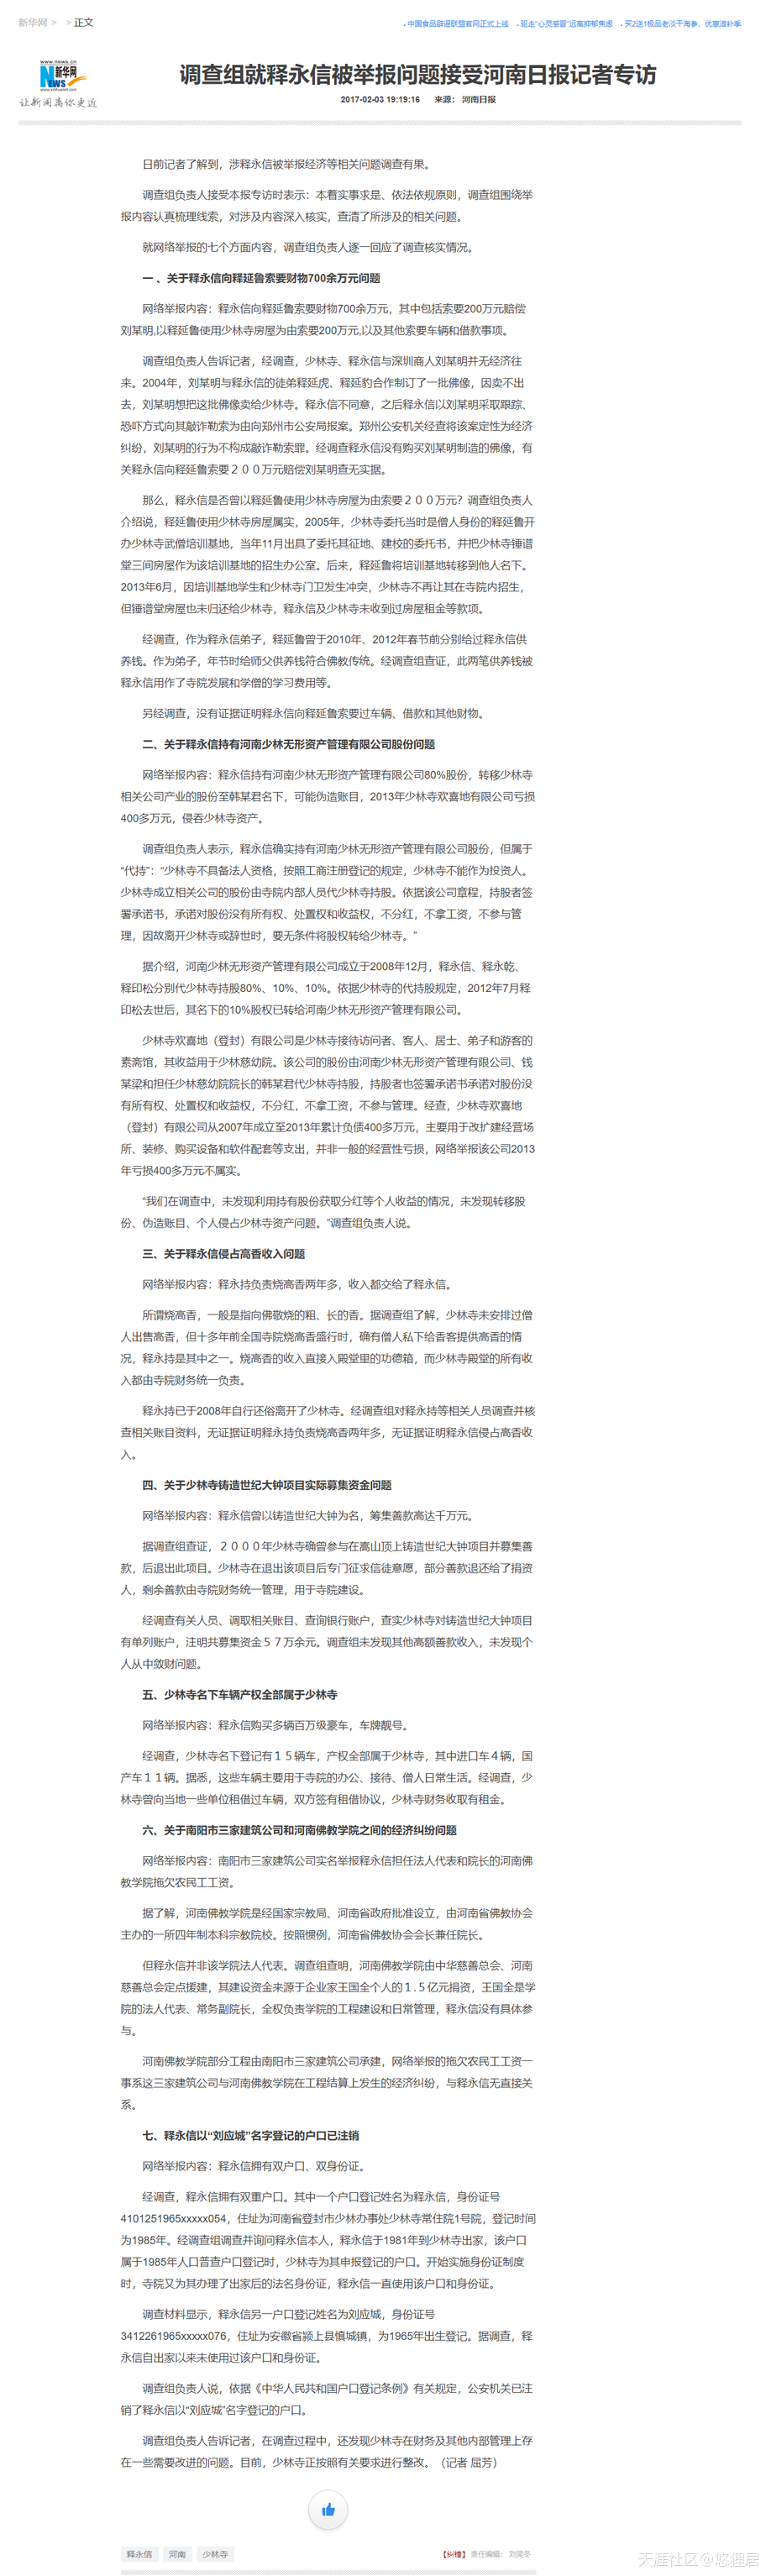 新华网 > > 正文
· 中国食品辟谣联盟官网正式上线 · 驱走“心灵感冒”远离抑郁焦虑 · 买2送1极品老淡干海参，优惠滋补季
www.news.cn
新华网
NEWS
www.xinhuanet.com
让新闻离你更近
调查组就释永信被举报问题接受河南日报记者专访
2017-02-03 19:19:16 来源： 河南日报
日前记者了解到，涉释永信被举报经济等相关问题调查有果。
调查组负责人接受本报专访时表示：本着实事求是、依法依规原则，调查组围绕举
报内容认真梳理线索，对涉及内容深入核实，查清了所涉及的相关问题。
就网络举报的七个方面内容，调查组负责人逐一回应了调查核实情况。
一 、关于释永信向释延鲁索要财物700余万元问题
网络举报内容：释永信向释延鲁索要财物700余万元，其中包括索要200万元赔偿
刘某明,以释延鲁使用少林寺房屋为由索要200万元,以及其他索要车辆和借款事项。
调查组负责人告诉记者，经调查，少林寺、释永信与深圳商人刘某明并无经济往
来。2004年，刘某明与释永信的徒弟释延虎、释延豹合作制订了一批佛像，因卖不出
去，刘某明想把这批佛像卖给少林寺。释永信不同意，之后释永信以刘某明采取跟踪、
恐吓方式向其敲诈勒索为由向郑州市公安局报案。郑州公安机关经查将该案定性为经济
纠纷，刘某明的行为不构成敲诈勒索罪。经调查释永信没有购买刘某明制造的佛像，有
关释永信向释延鲁索要２００万元赔偿刘某明查无实据。
那么，释永信是否曾以释延鲁使用少林寺房屋为由索要２００万元？调查组负责人
介绍说，释延鲁使用少林寺房屋属实，2005年，少林寺委托当时是僧人身份的释延鲁开
办少林寺武僧培训基地，当年11月出具了委托其征地、建校的委托书，并把少林寺锤谱
堂三间房屋作为该培训基地的招生办公室。后来，释延鲁将培训基地转移到他人名下。
2013年6月，因培训基地学生和少林寺门卫发生冲突，少林寺不再让其在寺院内招生，
但锤谱堂房屋也未归还给少林寺，释永信及少林寺未收到过房屋租金等款项。
经调查，作为释永信弟子，释延鲁曾于2010年、2012年春节前分别给过释永信供
养钱。作为弟子，年节时给师父供养钱符合佛教传统。经调查组查证，此两笔供养钱被
释永信用作了寺院发展和学僧的学习费用等。
另经调查，没有证据证明释永信向释延鲁索要过车辆、借款和其他财物。
二、关于释永信持有河南少林无形资产管理有限公司股份问题
网络举报内容：释永信持有河南少林无形资产管理有限公司80%股份，转移少林寺
相关公司产业的股份至韩某君名下，可能伪造账目，2013年少林寺欢喜地有限公司亏损
400多万元，侵吞少林寺资产。
调查组负责人表示，释永信确实持有河南少林无形资产管理有限公司股份，但属于
“代持”：“少林寺不具备法人资格，按照工商注册登记的规定，少林寺不能作为投资人。
少林寺成立相关公司的股份由寺院内部人员代少林寺持股。依据该公司章程，持股者签
署承诺书，承诺对股份没有所有权、处置权和收益权，不分红，不拿工资，不参与管
理，因故离开少林寺或辞世时，要无条件将股权转给少林寺。”
据介绍，河南少林无形资产管理有限公司成立于2008年12月，释永信、释永乾、
释印松分别代少林寺持股80%、10%、10%。依据少林寺的代持股规定，2012年7月释
印松去世后，其名下的10%股权已转给河南少林无形资产管理有限公司。
少林寺欢喜地（登封）有限公司是少林寺接待访问者、客人、居士、弟子和游客的
素斋馆，其收益用于少林慈幼院。该公司的股份由河南少林无形资产管理有限公司、钱
某梁和担任少林慈幼院院长的韩某君代少林寺持股，持股者也签署承诺书承诺对股份没
有所有权、处置权和收益权，不分红，不拿工资，不参与管理。经查，少林寺欢喜地
（登封）有限公司从2007年成立至2013年累计负债400多万元，主要用于改扩建经营场
所、装修、购买设备和软件配套等支出，并非一般的经营性亏损，网络举报该公司2013
年亏损400多万元不属实。
“我们在调查中，未发现利用持有股份获取分红等个人收益的情况，未发现转移股
份、伪造账目、个人侵占少林寺资产问题。”调查组负责人说。
三、关于释永信侵占高香收入问题
网络举报内容：释永持负责烧高香两年多，收入都交给了释永信。
所谓烧高香，一般是指向佛敬烧的粗、长的香。据调查组了解，少林寺未安排过僧
人出售高香，但十多年前全国寺院烧高香盛行时，确有僧人私下给香客提供高香的情
况，释永持是其中之一。烧高香的收入直接入殿堂里的功德箱，而少林寺殿堂的所有收
入都由寺院财务统一负责。
释永持已于2008年自行还俗离开了少林寺。经调查组对释永持等相关人员调查并核
查相关账目资料，无证据证明释永持负责烧高香两年多，无证据证明释永信侵占高香收
入。
四、关于少林寺铸造世纪大钟项目实际募集资金问题
网络举报内容：释永信曾以铸造世纪大钟为名，筹集善款高达千万元。
据调查组查证，２０００年少林寺确曾参与在嵩山顶上铸造世纪大钟项目并募集善
款，后退出此项目。少林寺在退出该项目后专门征求信徒意愿，部分善款退还给了捐资
人，剩余善款由寺院财务统一管理，用于寺院建设。
经调查有关人员、调取相关账目、查询银行账户，查实少林寺对铸造世纪大钟项目
有单列账户，注明共募集资金５７万余元。调查组未发现其他高额善款收入，未发现个
人从中敛财问题。
五、少林寺名下车辆产权全部属于少林寺
网络举报内容：释永信购买多辆百万级豪车，车牌靓号。
经调查，少林寺名下登记有１５辆车，产权全部属于少林寺，其中进口车４辆，国
产车１１辆。据悉，这些车辆主要用于寺院的办公、接待、僧人日常生活。经调查，少
林寺曾向当地一些单位租借过车辆，双方签有租借协议，少林寺财务收取有租金。
六、关于南阳市三家建筑公司和河南佛教学院之间的经济纠纷问题
网络举报内容：南阳市三家建筑公司实名举报释永信担任法人代表和院长的河南佛
教学院拖欠农民工工资。
据了解，河南佛教学院是经国家宗教局、河南省政府批准设立，由河南省佛教协会
主办的一所四年制本科宗教院校。按照惯例，河南省佛教协会会长兼任院长。
但释永信并非该学院法人代表。调查组查明，河南佛教学院由中华慈善总会、河南
慈善总会定点援建，其建设资金来源于企业家王国全个人的１.５亿元捐资，王国全是学
院的法人代表、常务副院长，全权负责学院的工程建设和日常管理，释永信没有具体参
与。
河南佛教学院部分工程由南阳市三家建筑公司承建，网络举报的拖欠农民工工资一
事系这三家建筑公司与河南佛教学院在工程结算上发生的经济纠纷，与释永信无直接关
系。
七、释永信以“刘应城”名字登记的户口已注销
网络举报内容：释永信拥有双户口、双身份证。
经调查，释永信拥有双重户口。其中一个户口登记姓名为释永信，身份证号
4101251965xxxxx054，住址为河南省登封市少林办事处少林寺常住院1号院，登记时间
为1985年。经调查组调查并询问释永信本人，释永信于1981年到少林寺出家，该户口
属于1985年人口普查户口登记时，少林寺为其申报登记的户口。开始实施身份证制度
时，寺院又为其办理了出家后的法名身份证，释永信一直使用该户口和身份证。
调查材料显示，释永信另一户口登记姓名为刘应城，身份证号
3412261965xxxxx076，住址为安徽省颍上县慎城镇，为1965年出生登记。据调查，释
永信自出家以来未使用过该户口和身份证。
调查组负责人说，依据《中华人民共和国户口登记条例》有关规定，公安机关已注
销了释永信以“刘应城”名字登记的户口。
调查组负责人告诉记者，在调查过程中，还发现少林寺在财务及其他内部管理上存
在一些需要改进的问题。目前，少林寺正按照有关要求进行整改。（记者 屈芳）
释永信 河南 少林寺
【纠错】 责任编辑： 刘笑冬
天涯社区@悠狸居